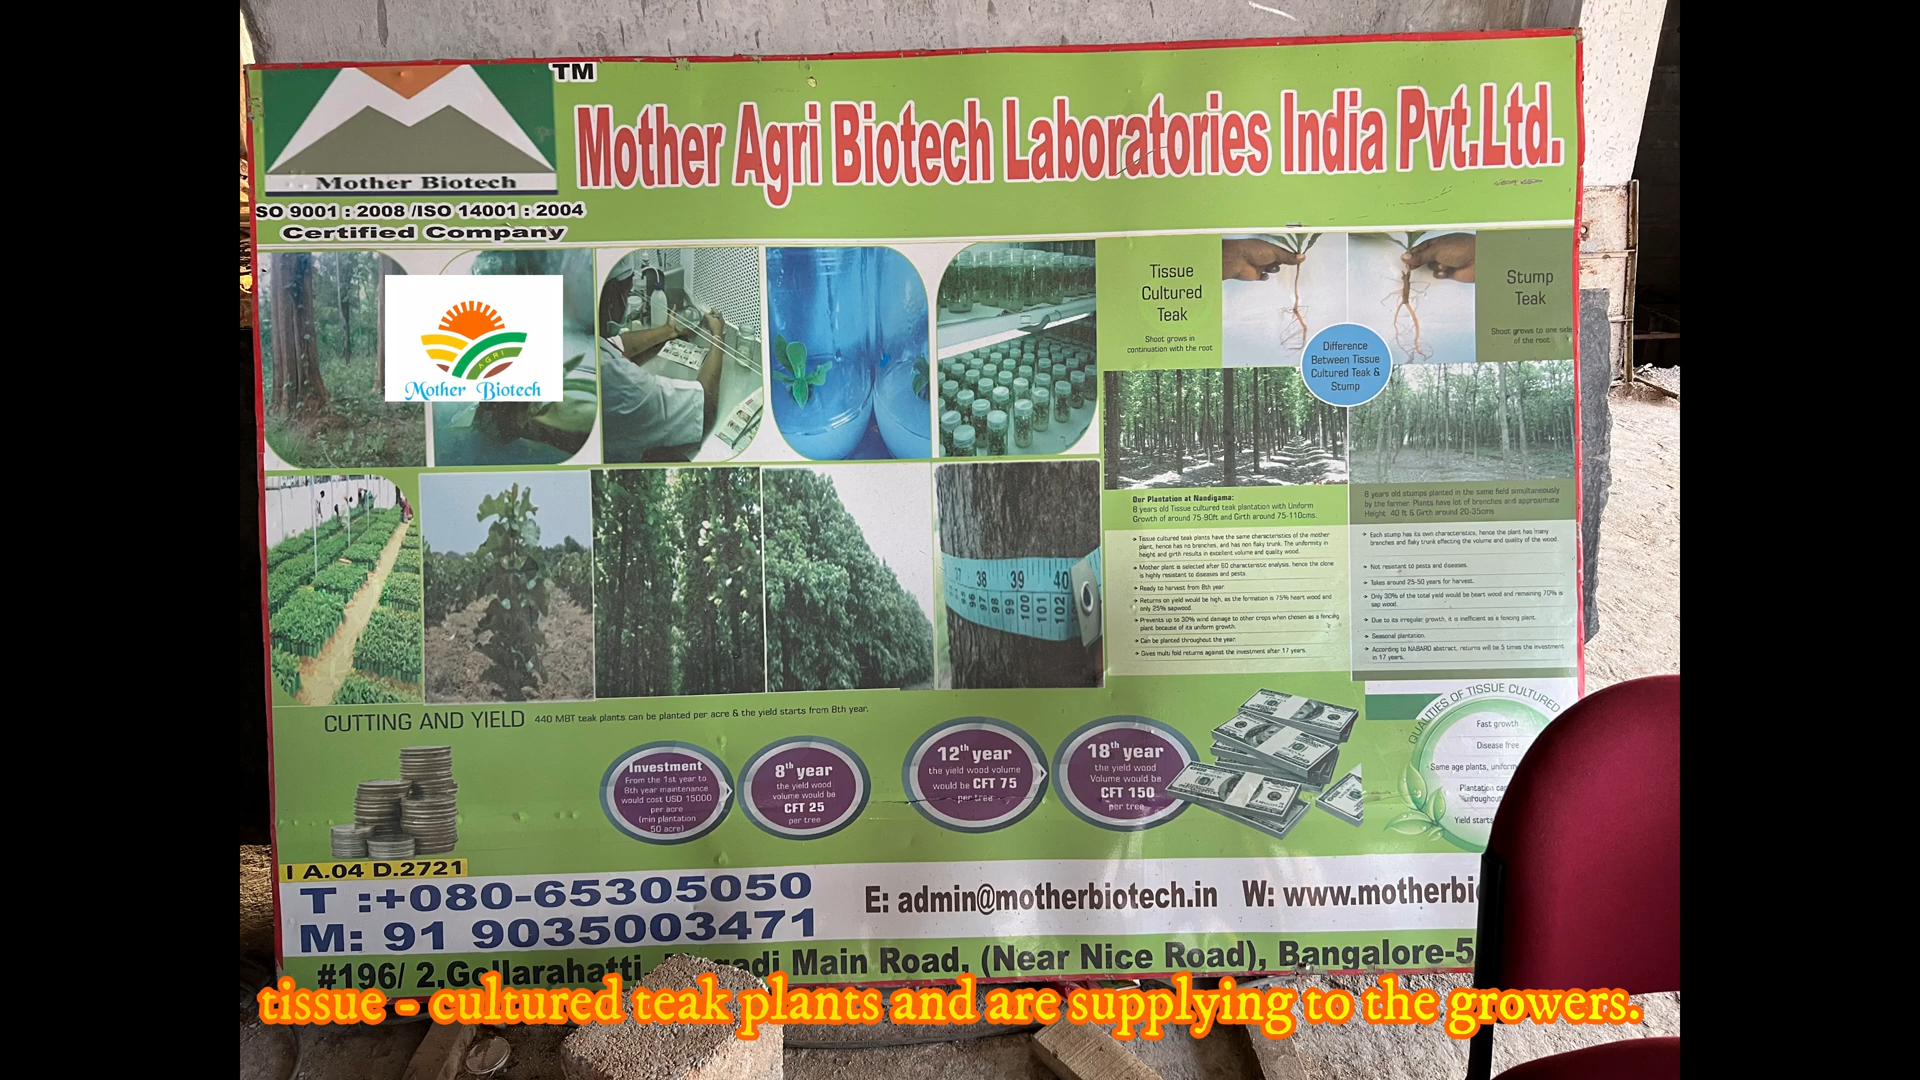 TM
Mother Agri Biotech Laboratories India Pvt.Ltd.
Mother Biotech
ISO 9001 : 2008 /ISO 14001 : 2004
Certified Company
AGRI
Mother Biotech
Tissue
Cultured
Teak
Shoot grows in
continuation with the root
Stump
Teak
Shoot grows to one side
of the root
Difference
Between Tissue
Cultured Teak &
Stump
Our Plantation at Nandigama:
8 years old Tissue cultured teak plantation with Uniform
Growth of around 75-90ft and Girth around 75-110cms.
Tissue cultured teak plants have the same characteristics of the mother
plant, hence has no branches, and has non flaky trunk. The uniformity in
height and girth results in excellent volume and quality wood.
Mother plant is selected after 60 characteristic analysis, hence the clone
is highly resistant to diseases and pests.
Ready to harvest from 8th year
Returns on yield would be high, as the formation is 75% heart wood and
only 25% sapwood.
Prevents up to 30% wind damage to other crops when chosen as a fencing
plant because of its uniform growth.
Can be planted throughout the year.
Gives multi fold returns against the investment after 17 years.
8 years old stumps planted in the same field simultaneously
by the farmer. Plants have lot of branches and approximate
Height 40 ft & Girth around 20-35cms
Each stump has its own characteristics, hence the plant has many
branches and flaky trunk effecting the volume and quality of the wood.
Not resistant to pests and diseases.
Takes around 25-50 years for harvest.
Only 30% of the total yield would be heart wood and remaining 70% is
sap wood.
Due to its irregular growth, it is inefficient as a fencing plant.
Seasonal plantation.
According to NABARD abstract, returns will be 5 times the investment
in 17 years.
37 38 39 40
95 96 97 98 99 100 101 102
CUTTING AND YIELD 440 MBT teak plants can be planted per acre & the yield starts from 8th year.
Investment
From the 1st year to
8th year maintenance
would cost USD 15000
per acre
(min plantation
50 acre)
8th year
the yield wood
volume would be
CFT 25
per tree
12th year
the yield wood volume
would be CFT 75
per tree
18th year
the yield wood
Volume would be
CFT 150
per tree
QUALITIES OF TISSUE CULTURED
Fast growth
Disease free
Same age plants, uniform
Plantation can
throughout
Yield starts
I A.04 D.2721
T :+080-65305050
M: 91 9035003471
E: admin@motherbiotech.in W: www.motherbi
#196/ 2,Gollarahatti, Main Road, (Near Nice Road), Bangalore-5
tissue - cultured teak plants and are supplying to the growers.